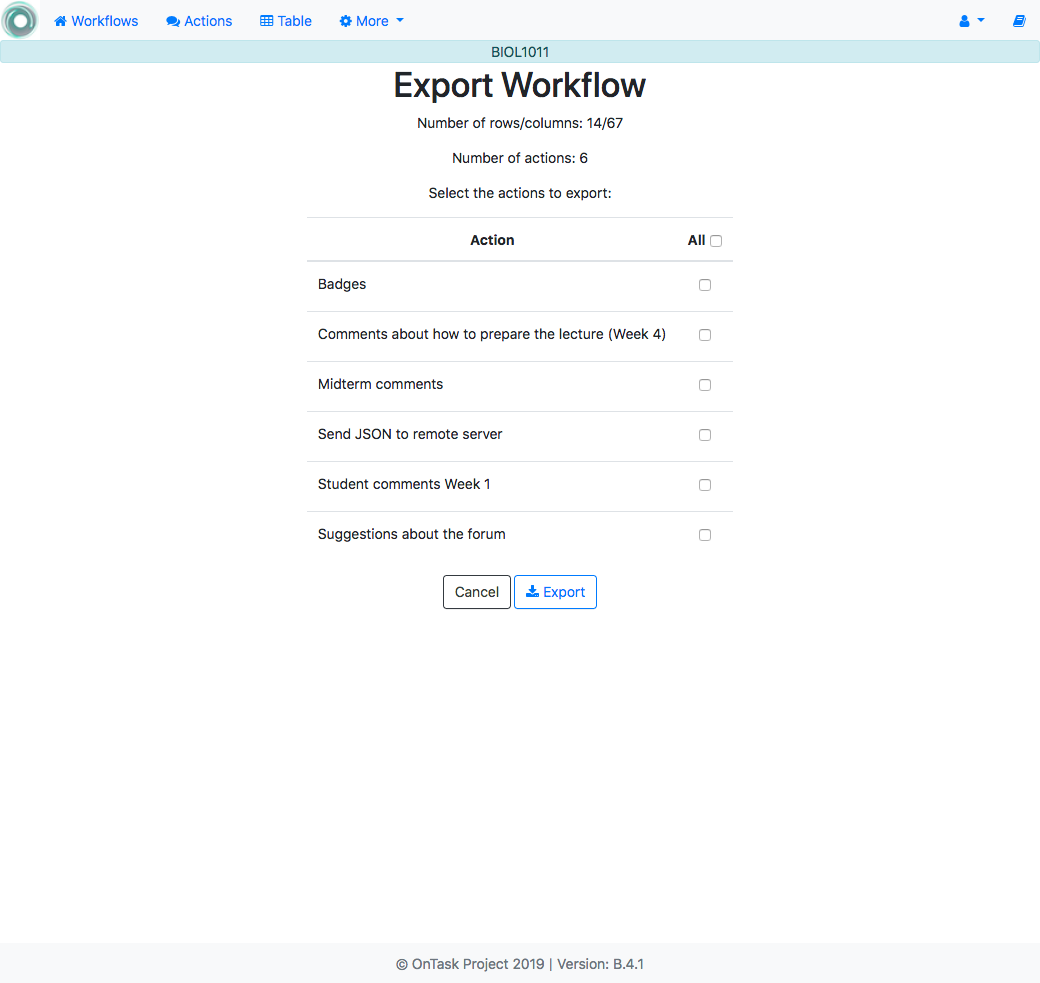 Workflows Actions Table More
BIOL1011
Export Workflow
Number of rows/columns: 14/67
Number of actions: 6
Select the actions to export:
Action All
Badges
Comments about how to prepare the lecture (Week 4)
Midterm comments
Send JSON to remote server
Student comments Week 1
Suggestions about the forum
Cancel Export
© OnTask Project 2019 | Version: B.4.1